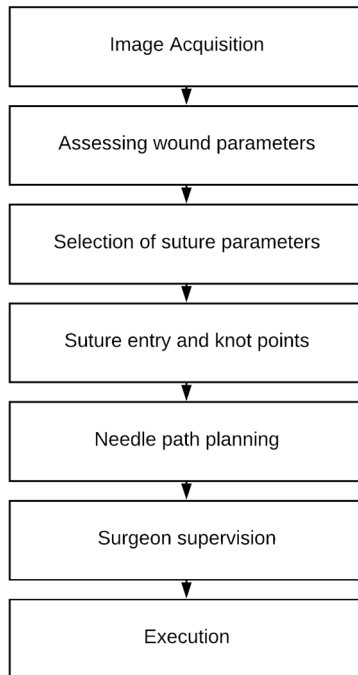 Image Acquisition
Assessing wound parameters
Selection of suture parameters
Suture entry and knot points
Needle path planning
Surgeon supervision
Execution